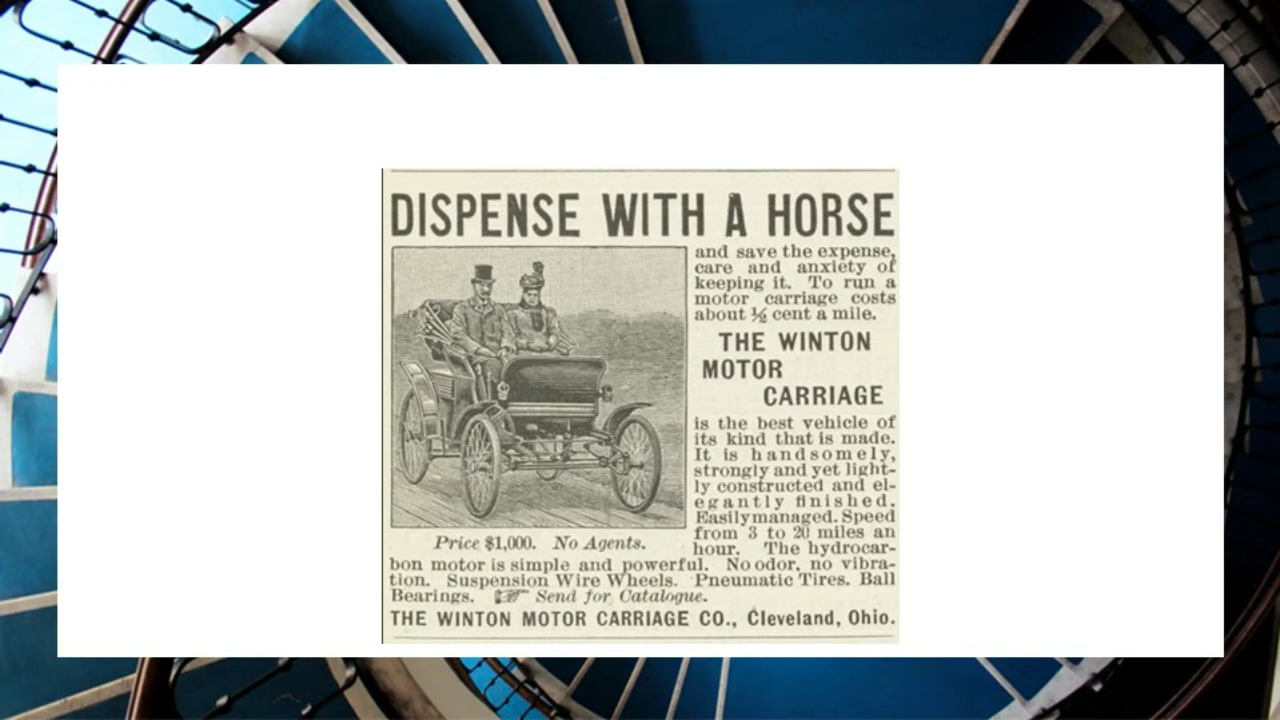 DISPENSE WITH A HORSE
and save the expense,
care and anxiety of
keeping it. To run a
motor carriage costs
about ½ cent a mile.
THE WINTON
MOTOR
CARRIAGE
is the best vehicle of
its kind that is made.
It is handsomely,
strongly and yet light-
ly constructed and el-
egantly finished.
Easily managed. Speed
from 3 to 20 miles an
hour. The hydrocar-
Price $1,000. No Agents.
bon motor is simple and powerful. No odor, no vibra-
tion. Suspension Wire Wheels. Pneumatic Tires. Ball
Bearings. ☞ Send for Catalogue.
THE WINTON MOTOR CARRIAGE CO., Cleveland, Ohio.